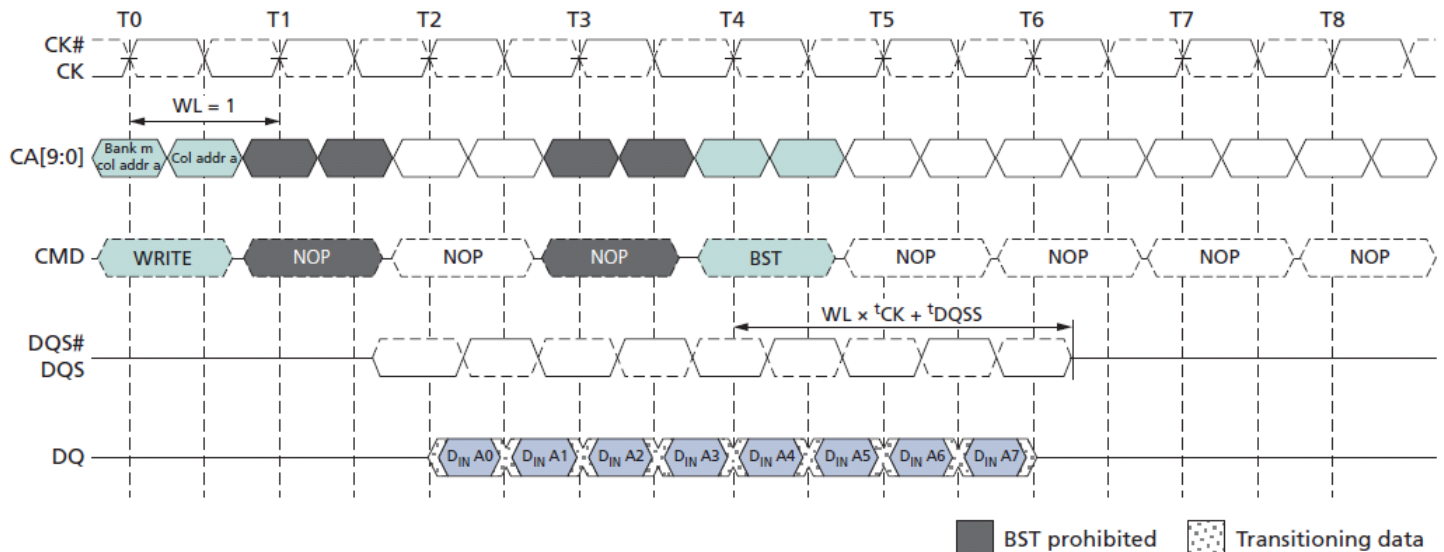 T0 T1 T2 T3 T4 T5 T6 T7 T8
CK#
CK
WL = 1
CA[9:0]
Bank m
col addr a
Col addr a
CMD WRITE NOP NOP NOP BST NOP NOP NOP NOP
WL × tCK + tDQSS
DQS#
DQS
DQ DIN A0 DIN A1 DIN A2 DIN A3 DIN A4 DIN A5 DIN A6 DIN A7
BST prohibited Transitioning data